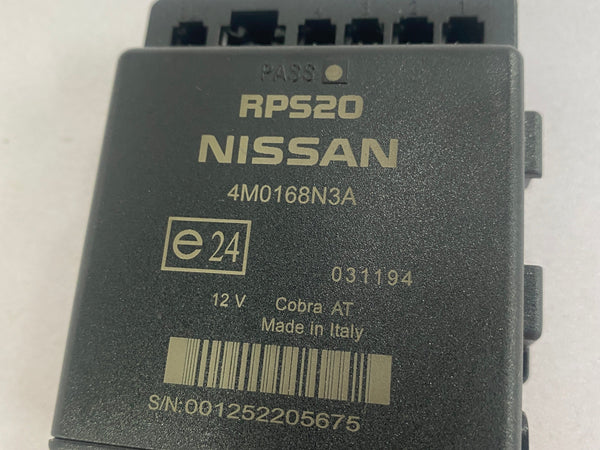 PASS
RPS20
NISSAN
4M0168N3A
e24
031194
12 V Cobra AT
Made in Italy
S/N:001252205675